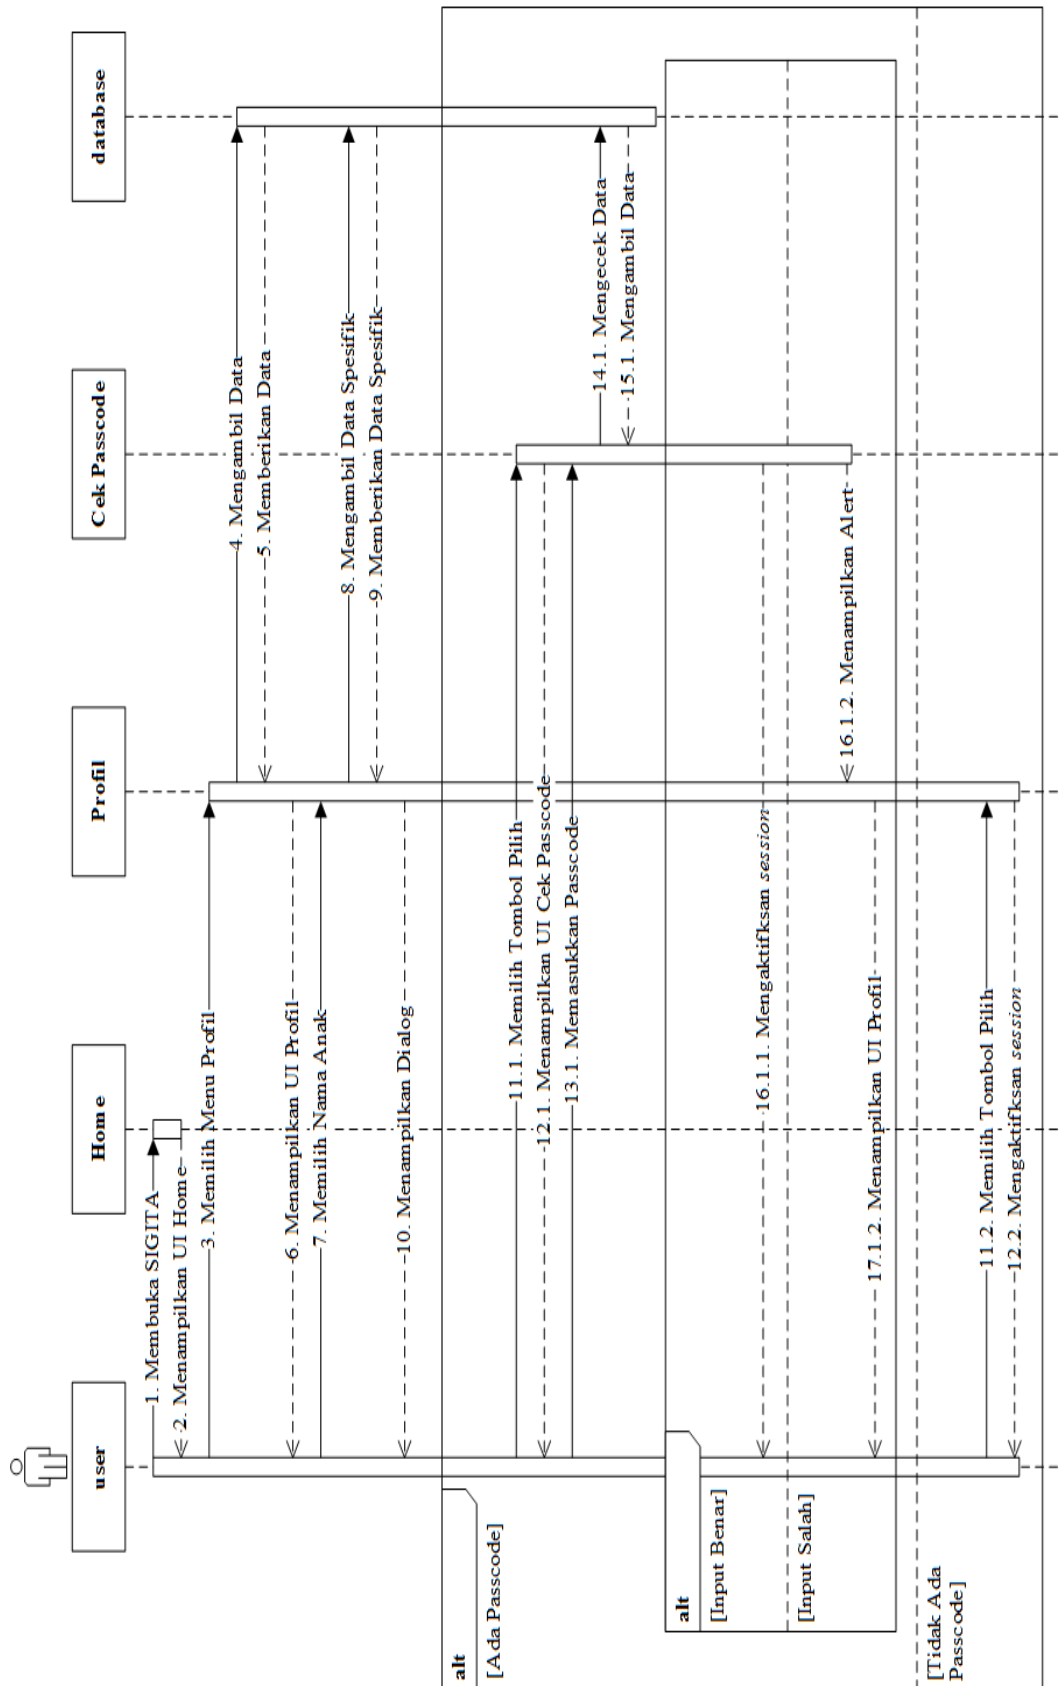 user
Home
Profil
Cek Passcode
database
1. Membuka SIGITA
2. Menampilkan UI Home
3. Memilih Menu Profil
4. Mengambil Data
5. Memberikan Data
6. Menampilkan UI Profil
7. Memilih Nama Anak
8. Mengambil Data Spesifik
9. Memberikan Data Spesifik
10. Menampilkan Dialog
alt
[Ada Passcode]
11.1. Memilih Tombol Pilih
12.1. Menampilkan UI Cek Passcode
13.1 Memasukkan Passcode
14.1. Mengecek Data
15.1. Mengambil Data
alt
[Input Benar]
16.1.1. Mengaktifksan session
[Input Salah]
16.1.2. Menampilkan Alert
17.1.2. Menampilkan UI Profil
[Tidak Ada
Passcode]
11.2. Memilih Tombol Pilih
12.2. Mengaktifksan session